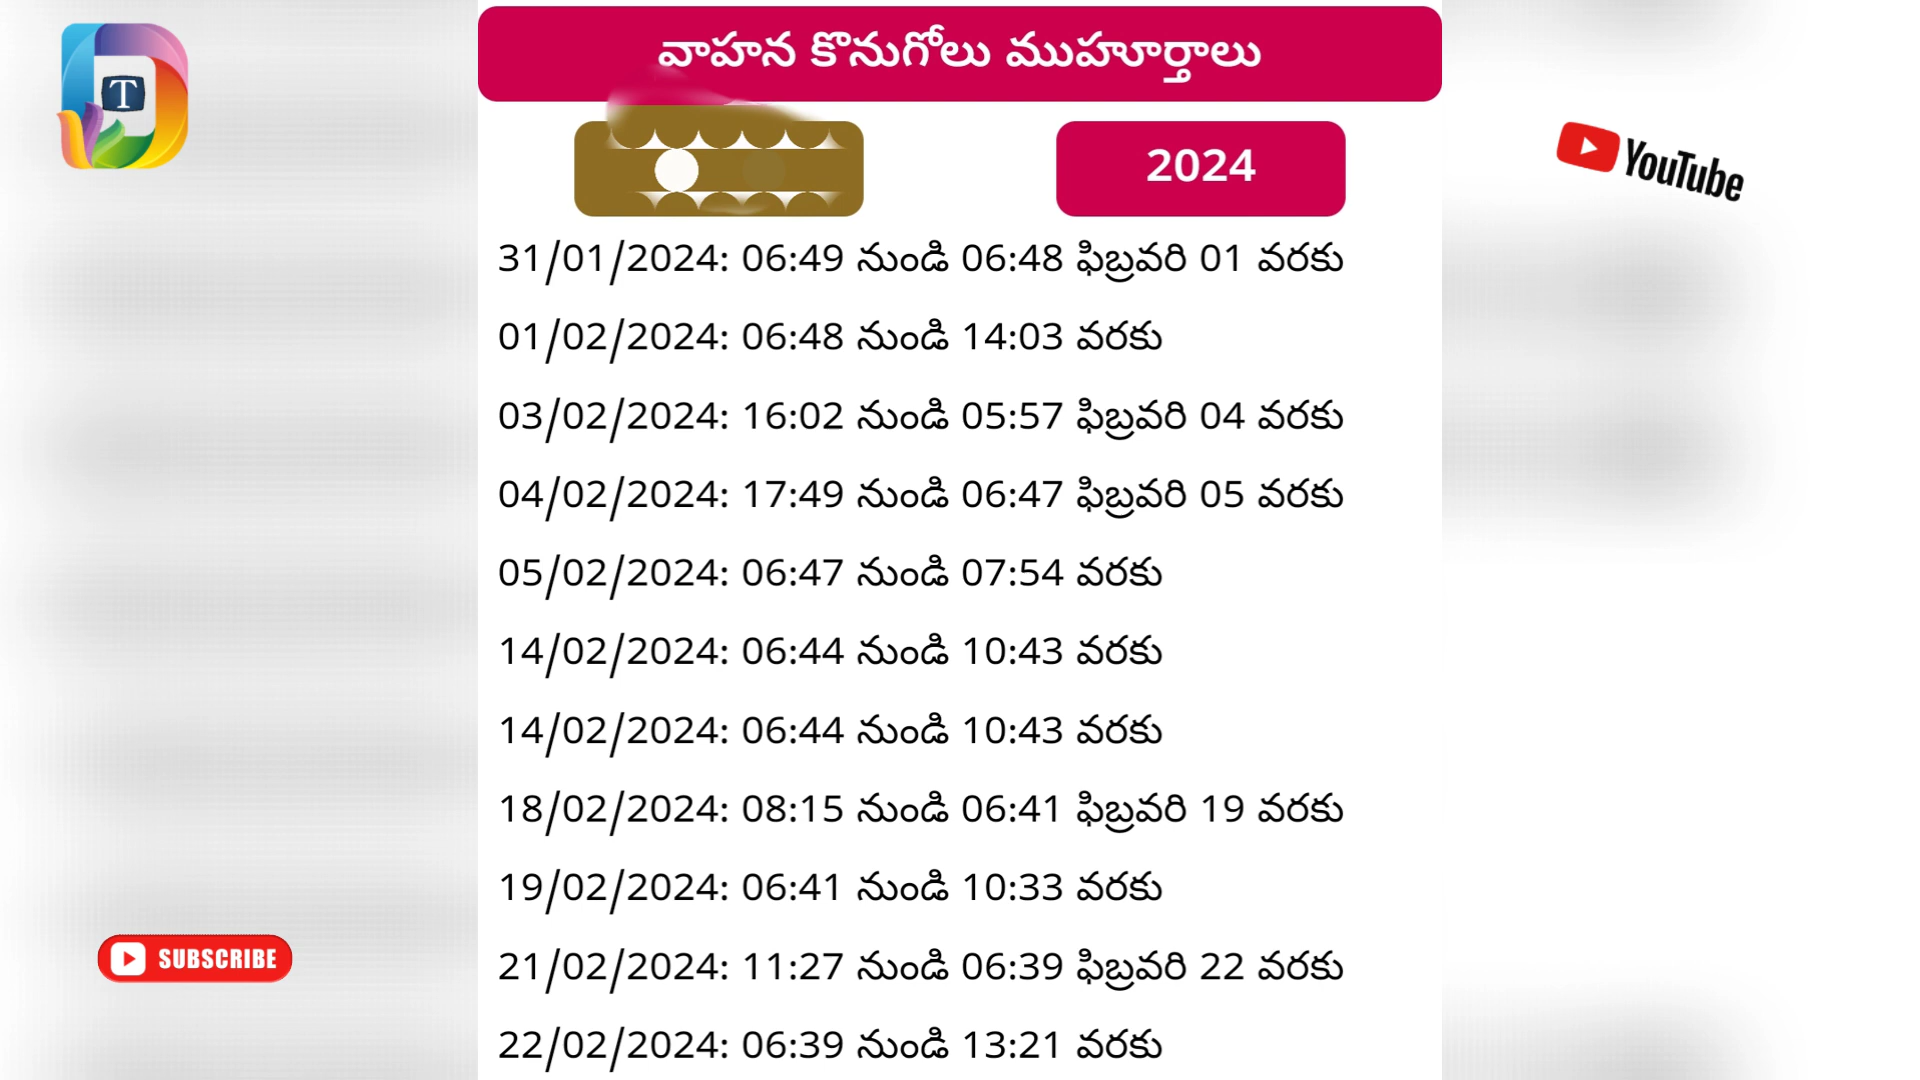 వాహన కొనుగోలు ముహూర్తాలు
T
2024
YouTube
31/01/2024: 06:49 నుండి 06:48 ఫిబ్రవరి 01 వరకు
01/02/2024: 06:48 నుండి 14:03 వరకు
03/02/2024: 16:02 నుండి 05:57 ఫిబ్రవరి 04 వరకు
04/02/2024: 17:49 నుండి 06:47 ఫిబ్రవరి 05 వరకు
05/02/2024: 06:47 నుండి 07:54 వరకు
14/02/2024: 06:44 నుండి 10:43 వరకు
14/02/2024: 06:44 నుండి 10:43 వరకు
18/02/2024: 08:15 నుండి 06:41 ఫిబ్రవరి 19 వరకు
19/02/2024: 06:41 నుండి 10:33 వరకు
21/02/2024: 11:27 నుండి 06:39 ఫిబ్రవరి 22 వరకు
SUBSCRIBE
22/02/2024: 06:39 నుండి 13:21 వరకు